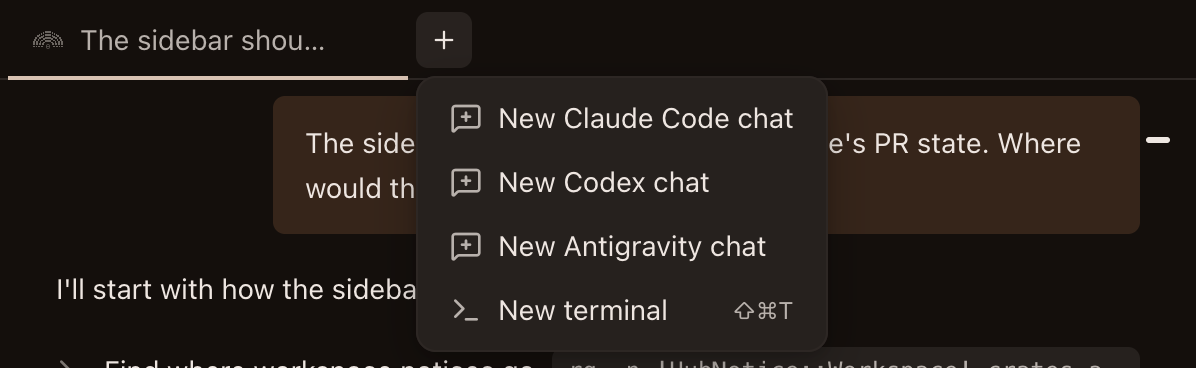 The sidebar shou...
+
New Claude Code chat
New Codex chat
New Antigravity chat
New terminal ⇧⌘T
The side e's PR state. Where
would th
I'll start with how the sideba